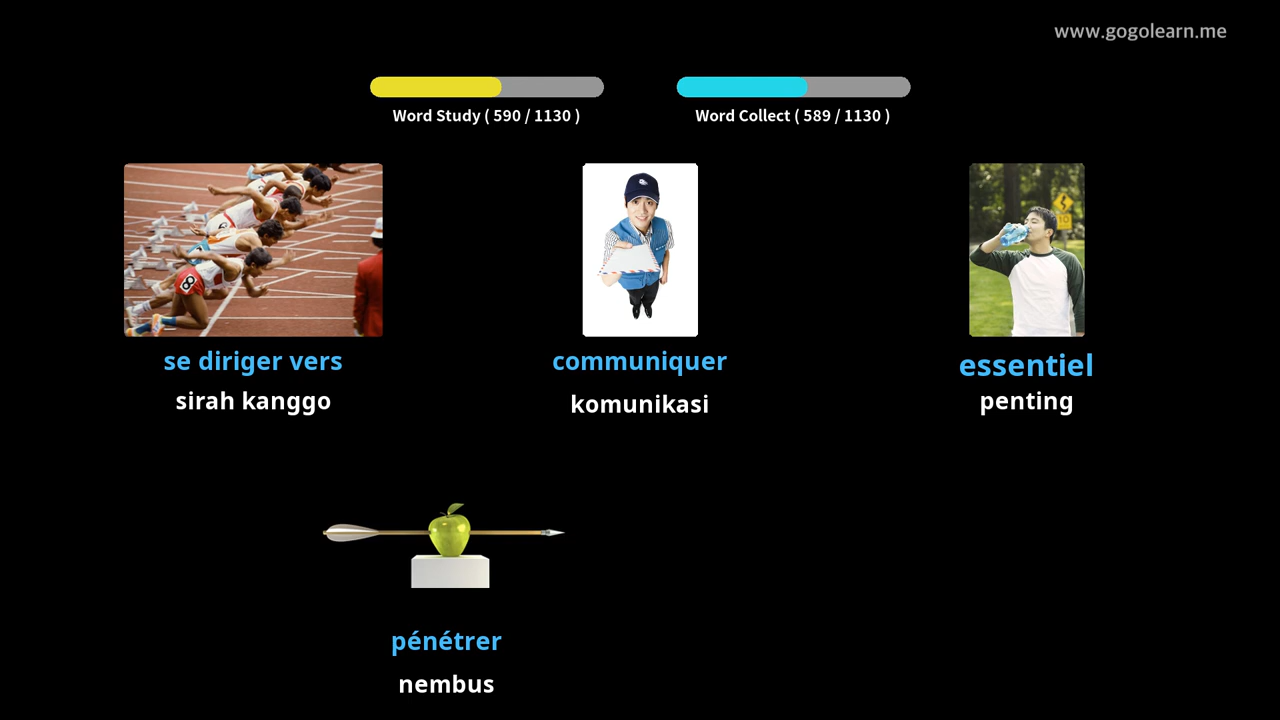 www.gogolearn.me
Word Study ( 590 / 1130 )
Word Collect ( 589 / 1130 )
se diriger vers
sirah kanggo
communiquer
komunikasi
essentiel
penting
pénétrer
nembus